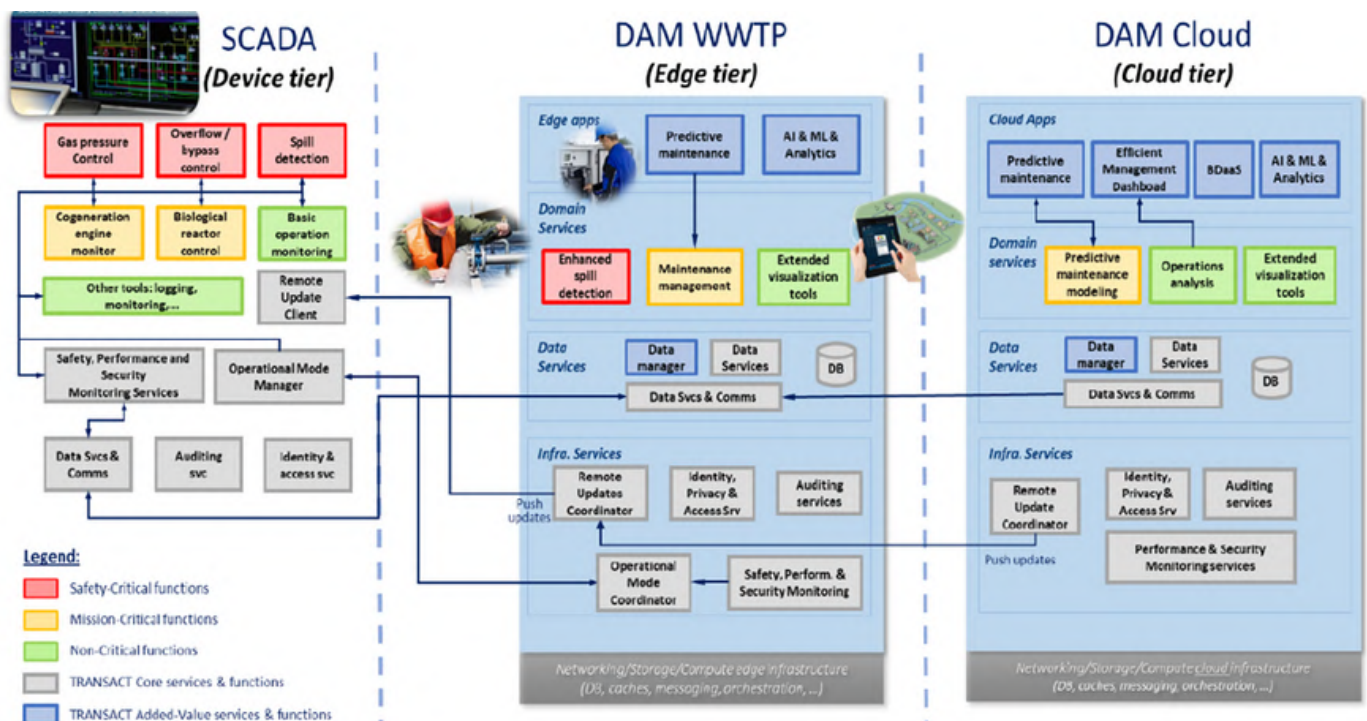 SCADA
(Device tier)
DAM WWTP
(Edge tier)
DAM Cloud
(Cloud tier)
Gas pressure
Control
Overflow /
bypass
control
Spill
detection
Cogeneration
engine
monitor
Biological
reactor control
Basic
operation
monitoring
Other tools: logging,
monitoring,...
Remote
Update
Client
Safety, Performance and
Security
Monitoring Services
Operational Mode
Manager
Data Svcs &
Comms
Auditing
svc
Identity &
access svc
Legend:
Safety-Critical functions
Mission-Critical functions
Non-Critical functions
TRANSACT Core services & functions
TRANSACT Added-Value services & functions
Edge apps
Predictive
maintenance
AI & ML &
Analytics
Domain
Services
Enhanced
spill
detection
Maintenance
management
Extended
visualization
tools
Data
Services
Data
manager
Data
Services
DB
Data Svcs & Comms
Infra. Services
Remote
Updates
Coordinator
Identity,
Privacy &
Access Srv
Auditing
services
Push
updates
Operational
Mode
Coordinator
Safety, Perform. &
Security Monitoring
Networking/Storage/Compute edge infrastructure
(DB, caches, messaging, orchestration, ...)
Cloud Apps
Predictive
maintenance
Efficient
Management
Dashboad
BDaaS
AI & ML &
Analytics
Domain
services
Predictive
maintenance
modeling
Operations
analysis
Extended
visualization
tools
Data
Services
Data
manager
Data
Services
DB
Data Svcs & Comms
Infra. Services
Remote
Update
Coordinator
Identity,
Privacy &
Access Srv
Auditing
services
Push updates
Performance & Security
Monitoring services
Networking/Storage/Compute cloud infrastructure
(DB, caches, messaging, orchestration, ...)